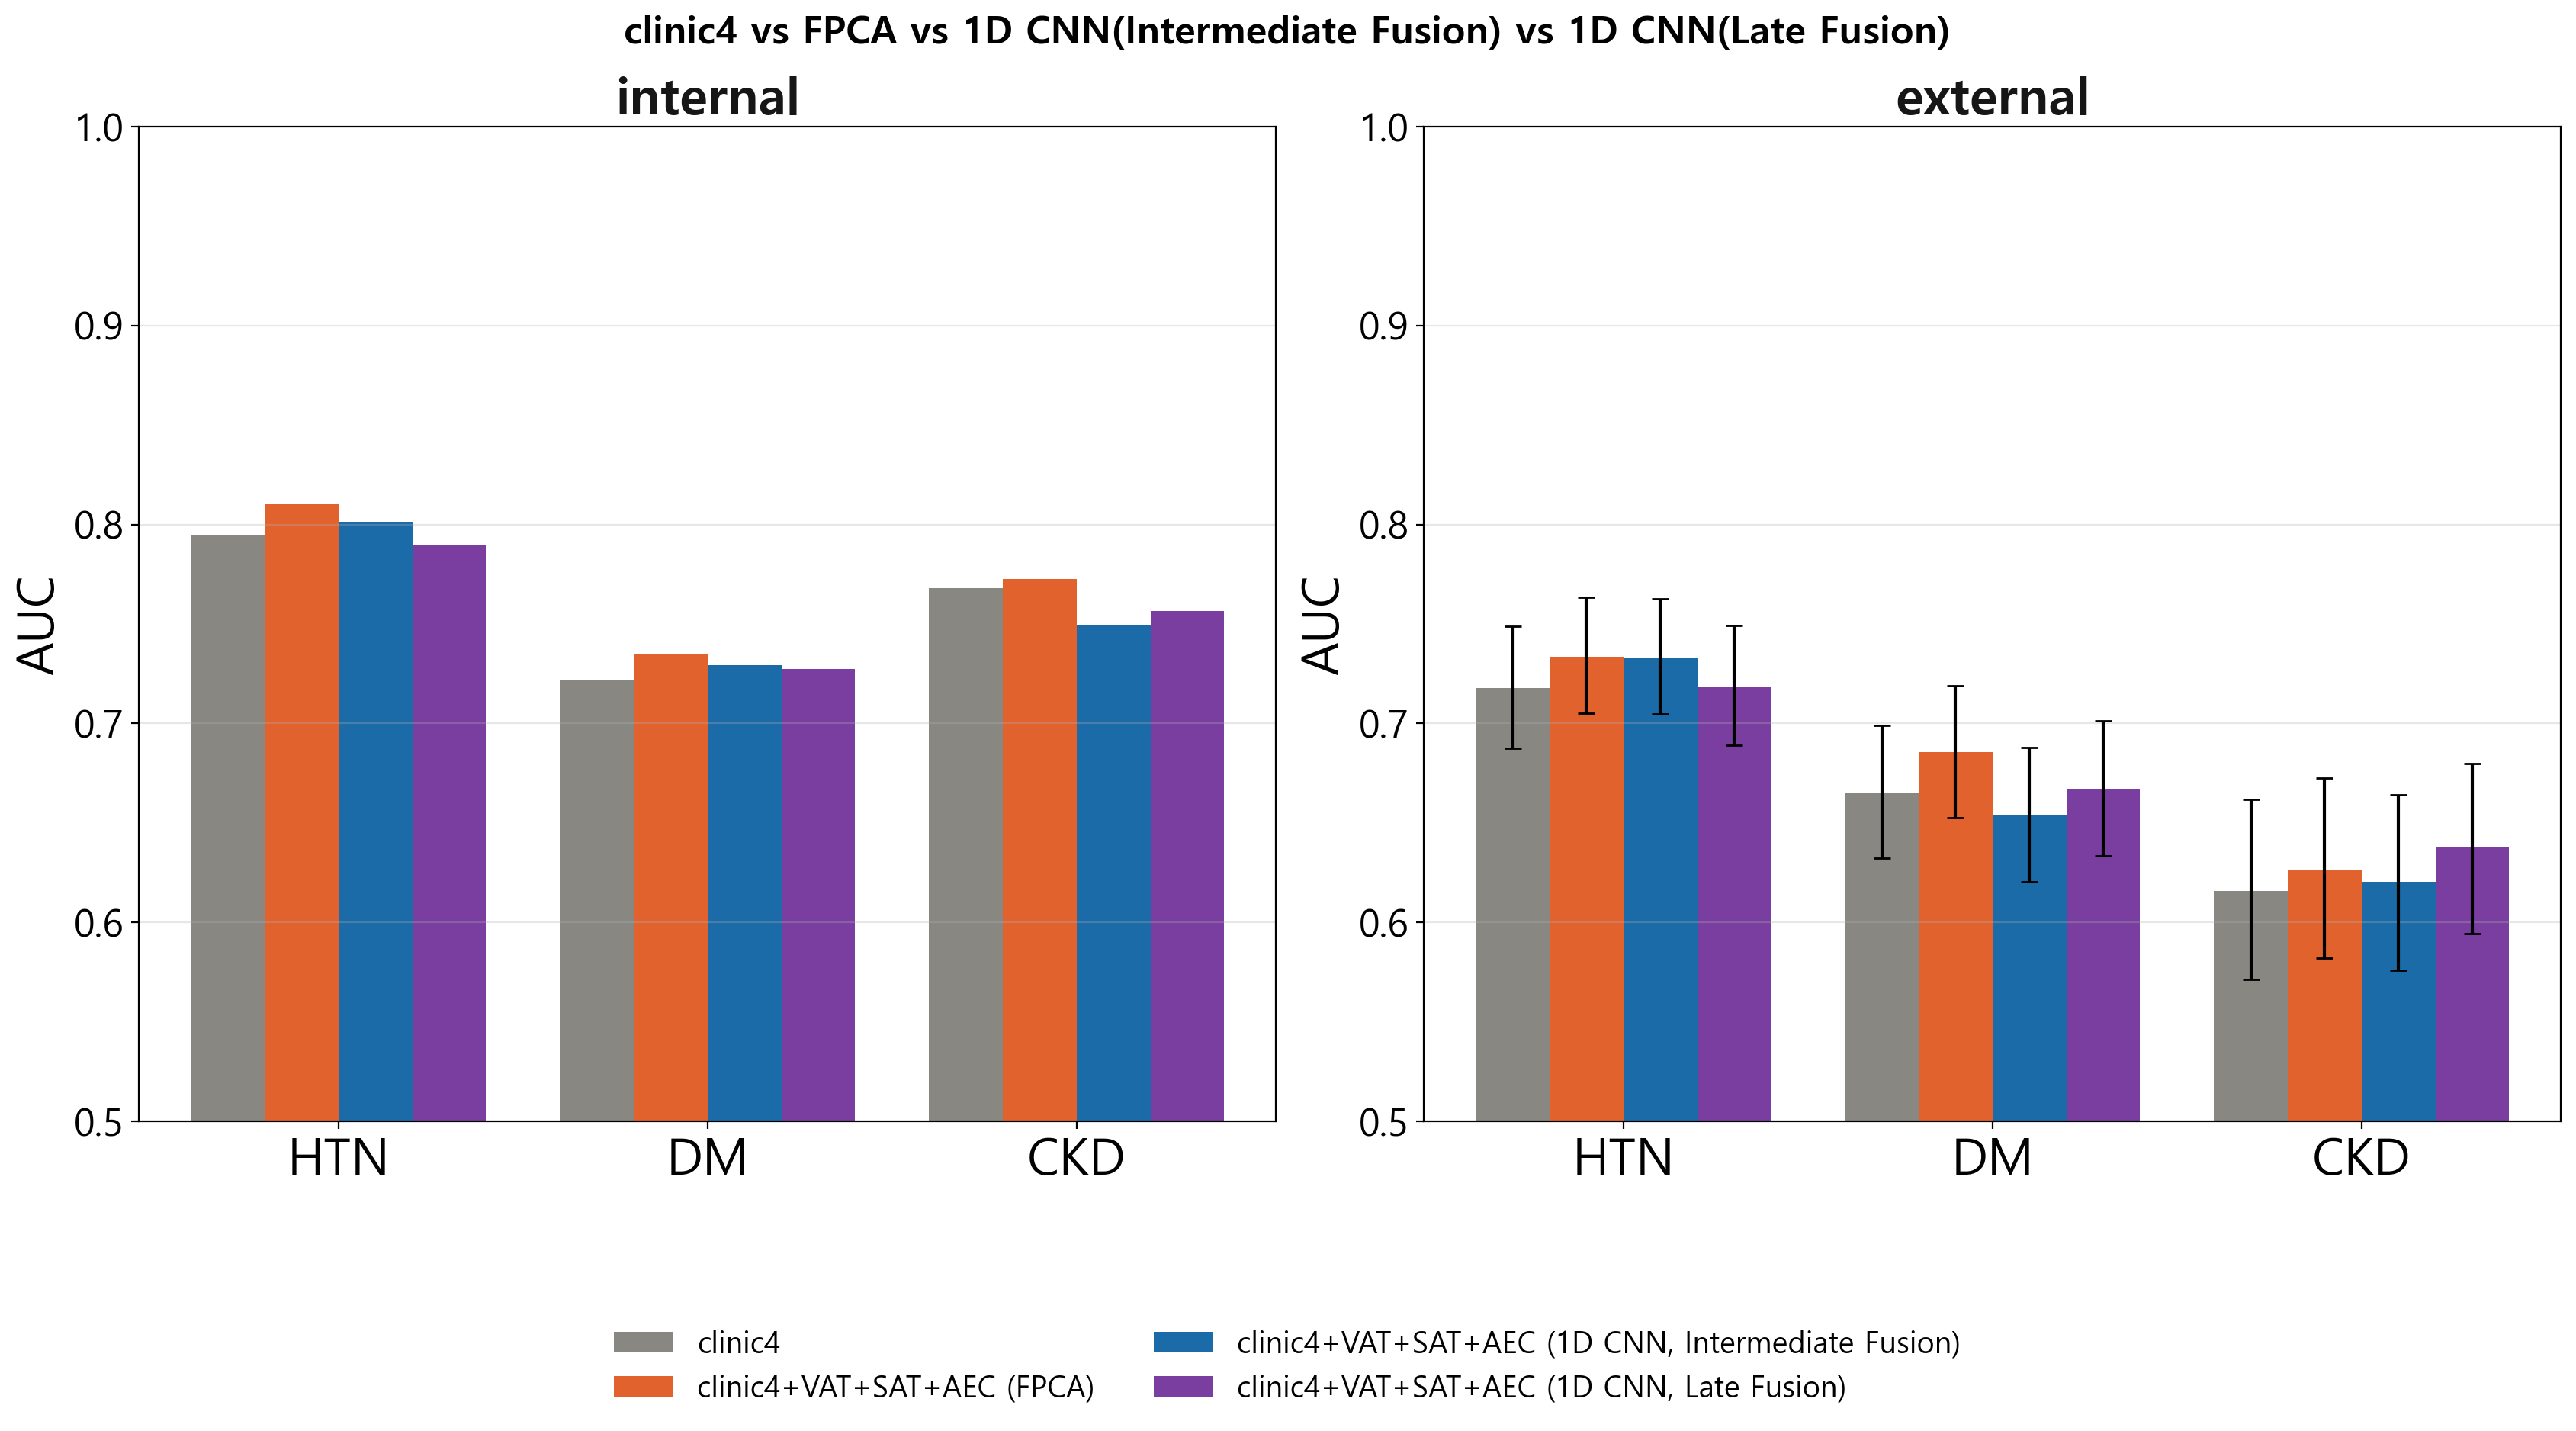 clinic4 vs FPCA vs 1D CNN(Intermediate Fusion) vs 1D CNN(Late Fusion)
internal
1.0
0.9
0.8
0.7
0.6
0.5
AUC
HTN DM CKD
external
1.0
0.9
0.8
0.7
0.6
0.5
AUC
HTN DM CKD
clinic4
clinic4+VAT+SAT+AEC (FPCA)
clinic4+VAT+SAT+AEC (1D CNN, Intermediate Fusion)
clinic4+VAT+SAT+AEC (1D CNN, Late Fusion)